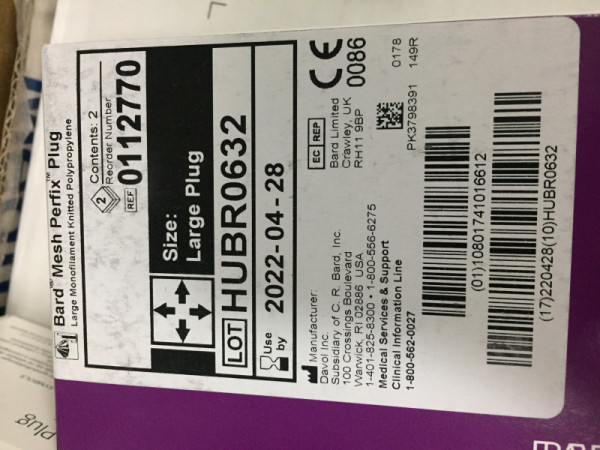 Bard™ Mesh Perfix™ Plug
Large Monofilament Knitted Polypropylene
2
Contents: 2
Reorder Number
REF 0112770
Size:
Large Plug
LOT HUBR0632
Use by 2022-04-28
Manufacturer:
Davol Inc.
Subsidiary of C. R. Bard, Inc.
100 Crossings Boulevard
Warwick, RI 02886 USA
1-401-825-8300 • 1-800-556-6275
Medical Services & Support
Clinical Information Line
1-800-562-0027
CE
0086
EC REP
Bard Limited
Crawley, UK
RH11 9BP
PK3798391
0178
149R
(01)10801741016612
(17)220428(10)HUBR0632
Plug